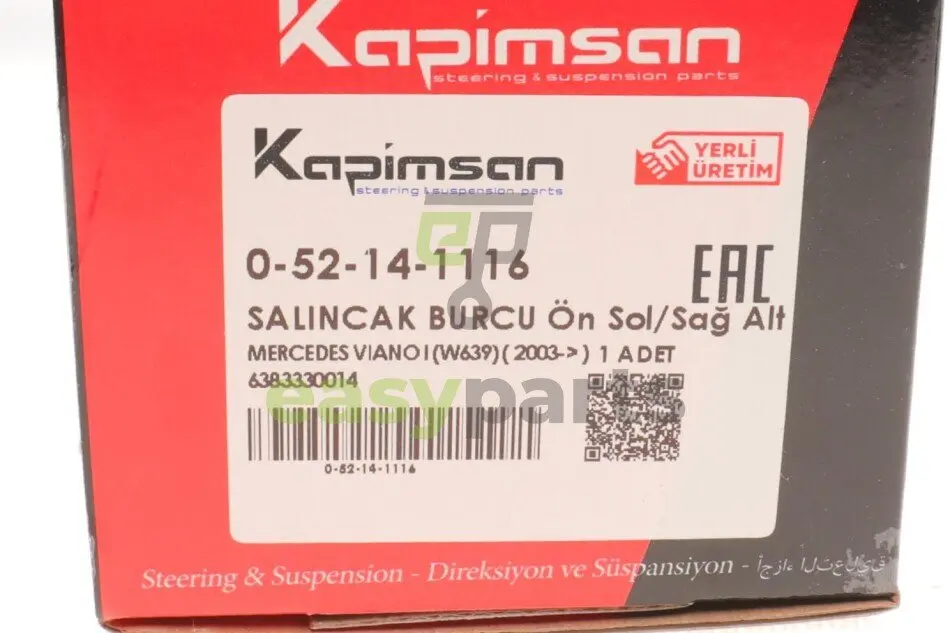 Kapimsan
steering & suspension parts
Kapimsan
steering & suspension parts
YERLİ
ÜRETİM
0-52-14-1116
EAC
SALINCAK BURCU Ön Sol/Sağ Alt
MERCEDES VIANO I (W639) ( 2003-> ) 1 ADET
6383330014
easyparts
0-52-14-1116
Steering & Suspension - Direksiyon ve Süspansiyon - أجزاء التعليق